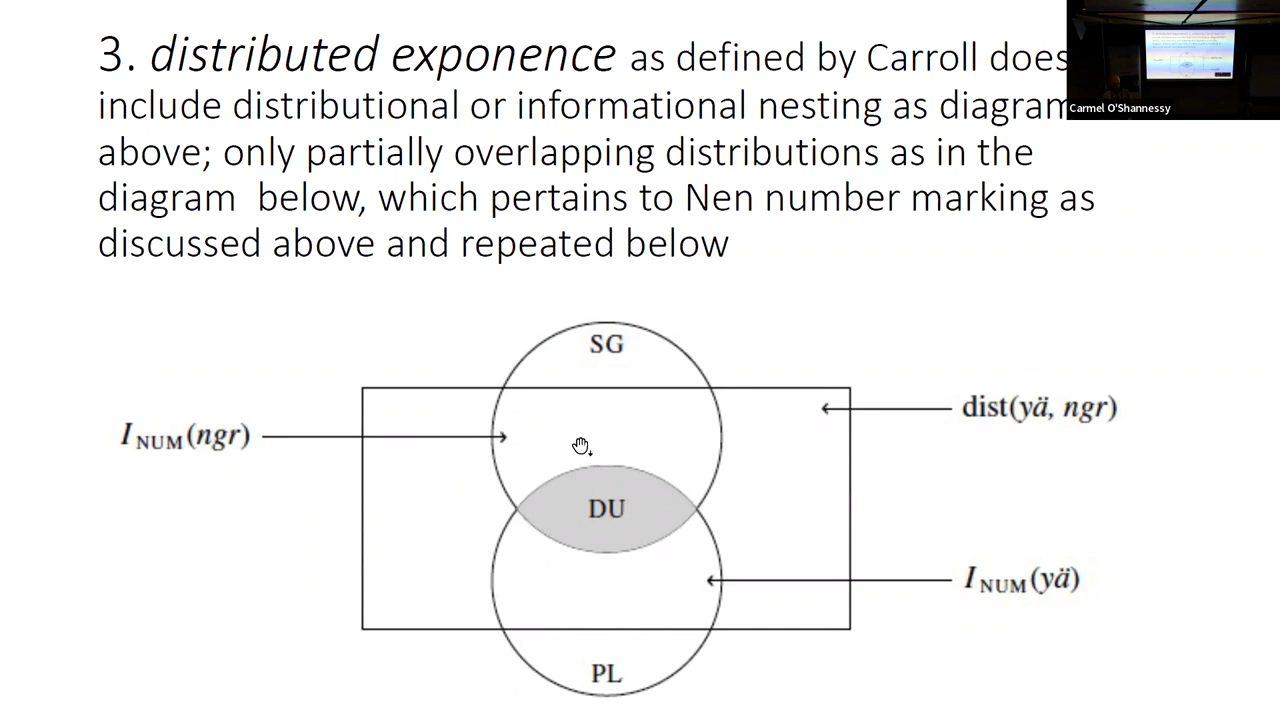 3. distributed exponence as defined by Carroll does
include distributional or informational nesting as diagram
above; only partially overlapping distributions as in the
diagram below, which pertains to Nen number marking as
discussed above and repeated below
Carmel O'Shannessy
SG
dist(yä, ngr)
I NUM(ngr)
DU
I NUM(yä)
PL